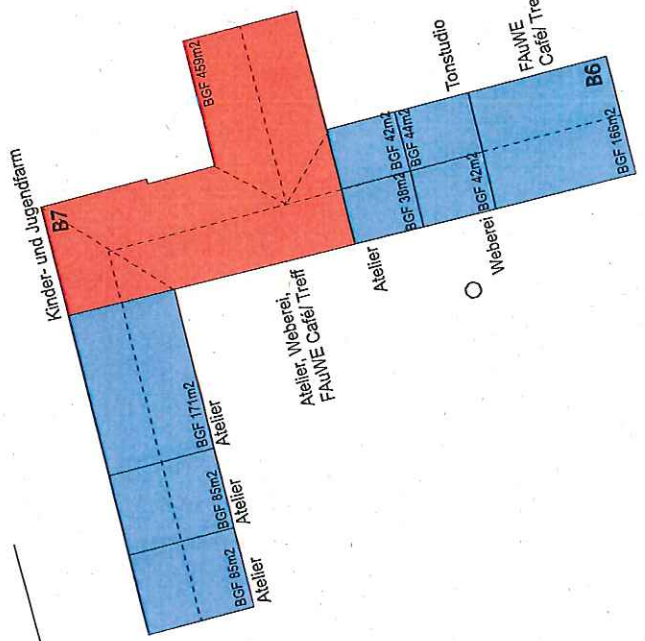 Kinder- und Jugendfarm
B7
BGF 459m2
BGF 171m2
Atelier
BGF 85m2
Atelier
BGF 85m2
Atelier
Atelier, Weberei,
FAuWE Café/ Treff
BGF 42m2
BGF 44m2
Tonstudio
BGF 38m2
Atelier
BGF 42m2
Weberei
FAuWE
Café/ Tre
B6
BGF 166m2